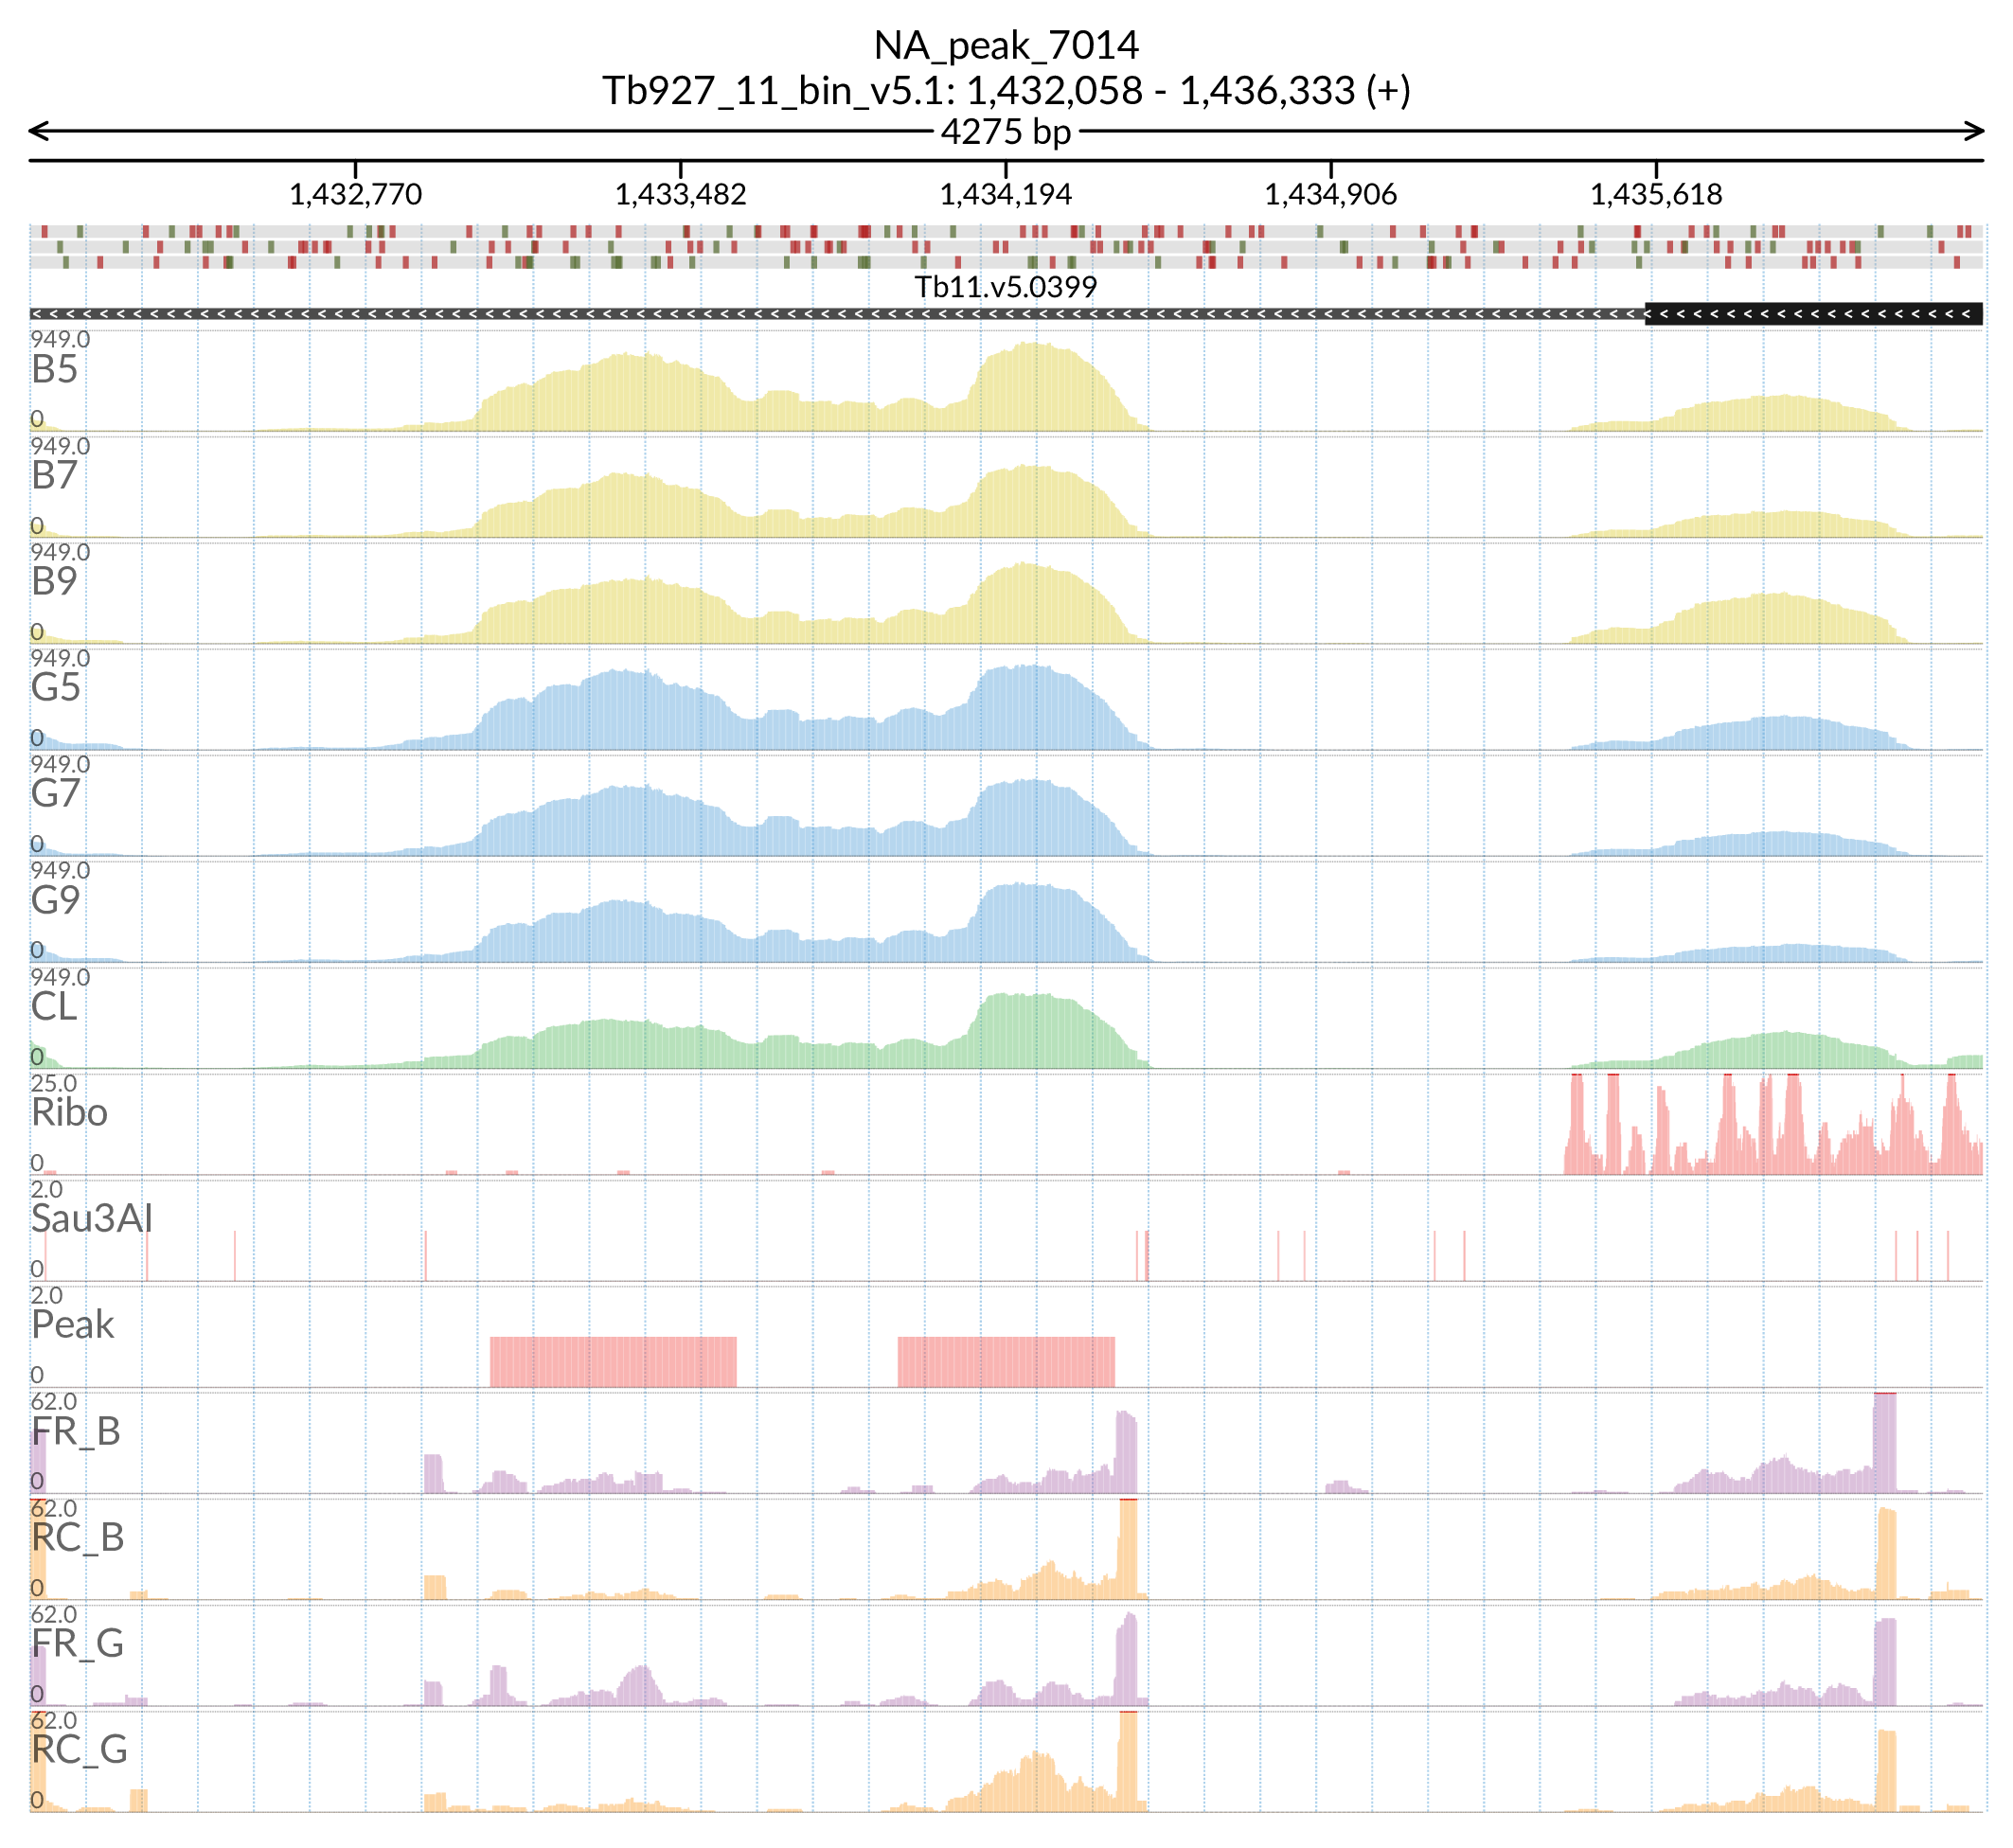 NA_peak_7014
Tb927_11_bin_v5.1: 1,432,058 - 1,436,333 (+)
4275 bp
1,432,770 1,433,482 1,434,194 1,434,906 1,435,618
Tb11.v5.0399
949.0
B5
0
949.0
B7
0
949.0
B9
0
949.0
G5
0
949.0
G7
0
949.0
G9
0
949.0
CL
0
25.0
Ribo
0
2.0
Sau3AI
0
2.0
Peak
0
62.0
FR_B
0
62.0
RC_B
0
62.0
FR_G
0
62.0
RC_G
0